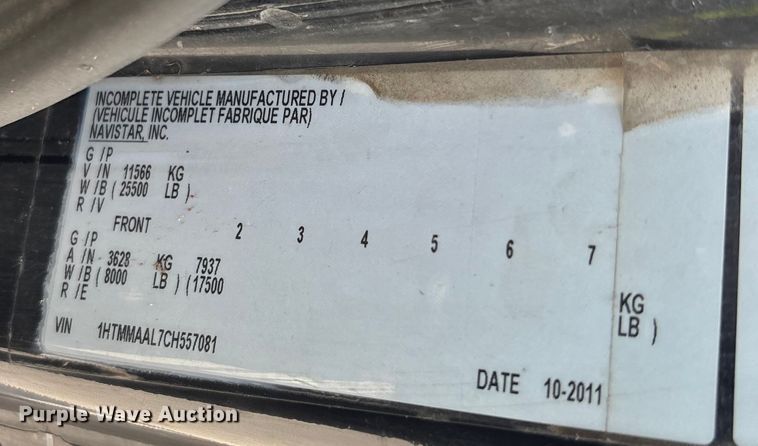 INCOMPLETE VEHICLE MANUFACTURED BY /
(VEHICULE INCOMPLET FABRIQUE PAR)
NAVISTAR, INC.
G /P
V /N 11566 KG
W /B ( 25500 LB )
R /V
FRONT 2 3 4 5 6 7
G /P
A /N 3628 KG 7937 KG
W /B ( 8000 LB ) (17500 LB )
R /E
VIN 1HTMMAAL7CH557081
DATE 10-2011
Purple Wave Auction